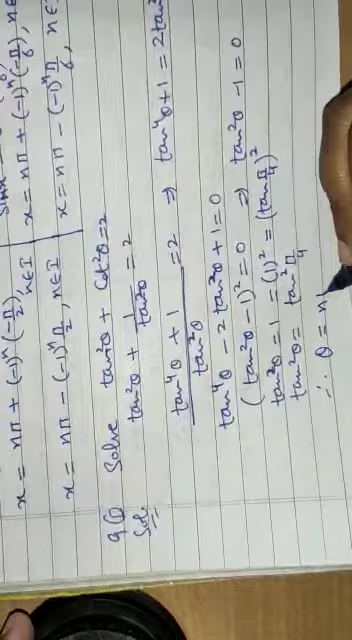 sinx
x = nπ + (-1)ⁿ(-π/2), n∈I
x = nπ + (-1)ⁿ(-π/6), n∈
x = nπ - (-1)ⁿ π/2, n∈I
x = nπ - (-1)ⁿ π/6, n∈I
Solve tan²θ + cot²θ = 2
Sol. tan²θ + 1/tan²θ = 2
tan⁴θ + 1/tan²θ = 2 ⇒ tan⁴θ + 1 = 2tan²
tan⁴θ - 2tan²θ + 1 = 0
(tan²θ - 1)² = 0 ⇒ tan²θ - 1 = 0
tan²θ = 1 = (1)² = (tan π/4)²
tan²θ = tan² π/4
∴ θ = n